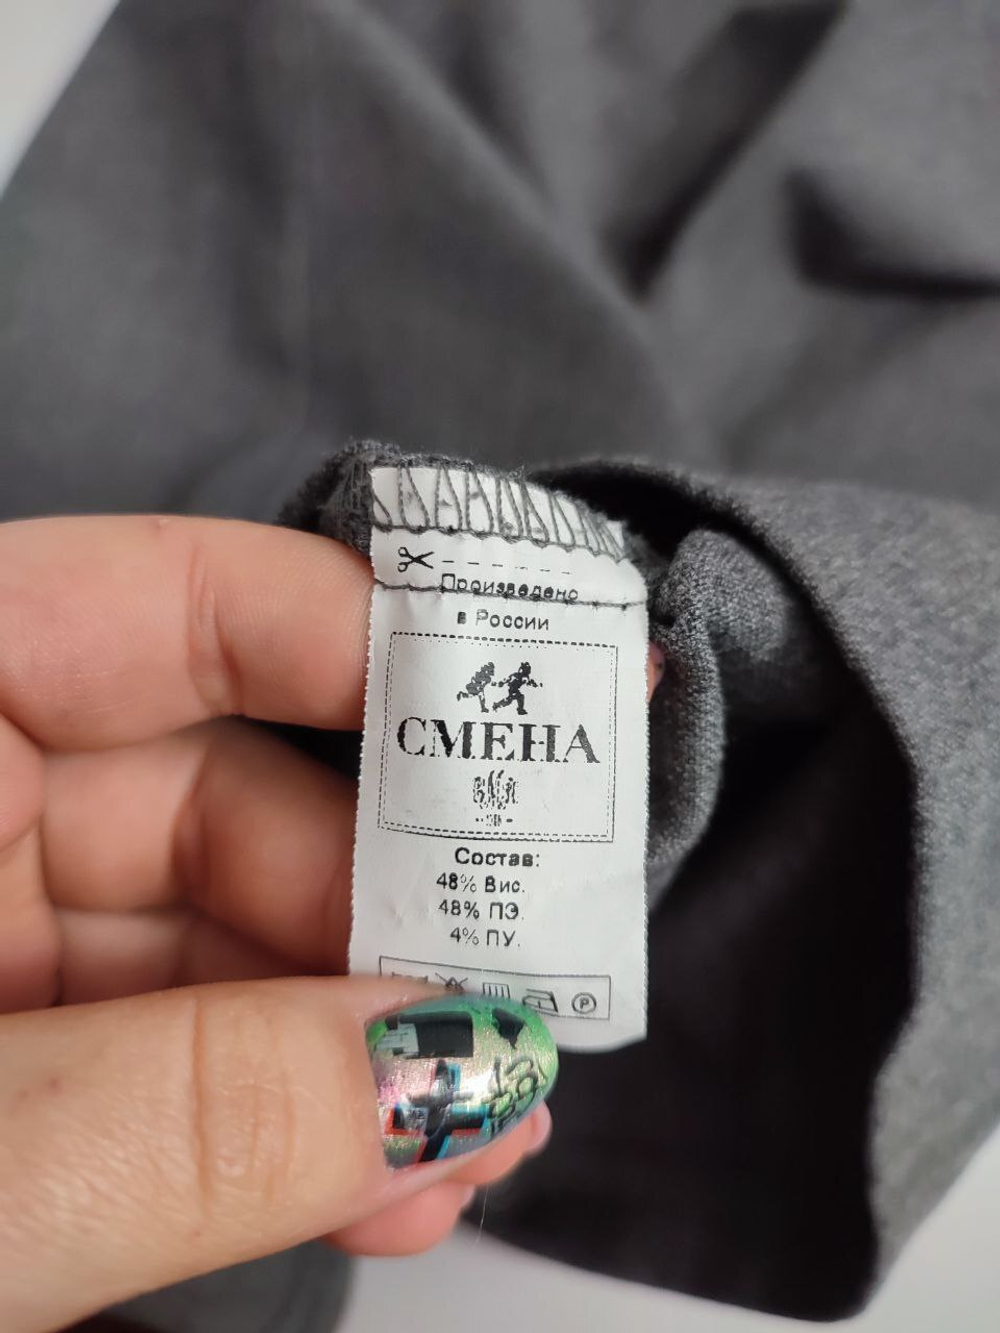 Произведено
в России
СМЕНА
Состав:
48% Вис.
48% ПЭ.
4% ПУ.
P